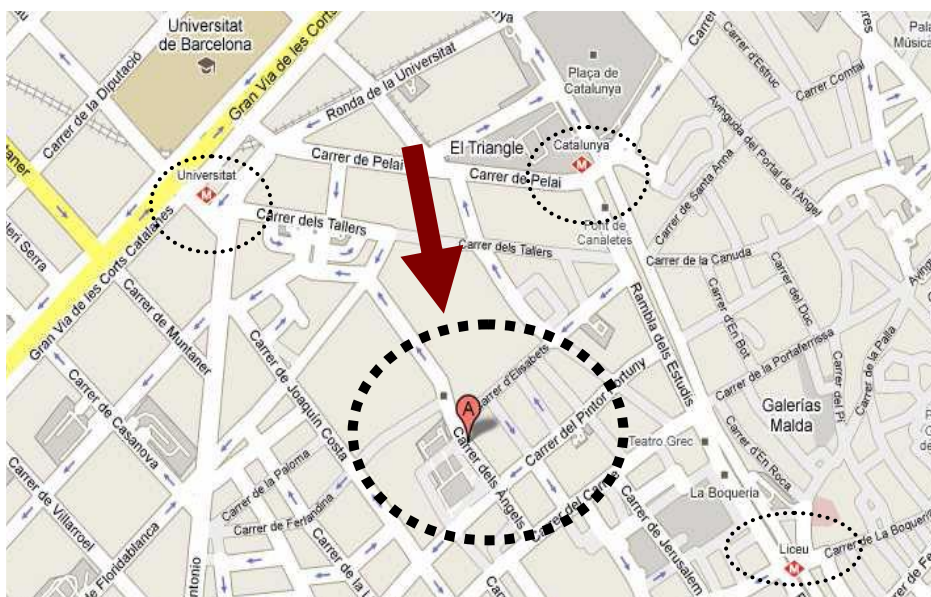 Universitat
de Barcelona
Carrer de la Diputació
Gran Via de les Corts Catalanes
Ronda de la Universitat
Plaça de
Catalunya
Carrer d'Estruc
Carrer Comtal
Avinguda del Portal de l'Àngel
El Triangle
Catalunya
M
Universitat
M
Carrer de Pelai
Carrer de Pelai
Carrer de Santa Anna
Font de
Canaletes
Carrer dels Tallers
Carrer dels Tallers
Carrer de la Canuda
Gran Via de les Corts Catalanes
Carrer de Muntaner
Rambla dels Estudis
Carrer d'En Bot
Carrer del Duc
Carrer de la Portaferrissa
Carrer de la Palla
Carrer del Pi
Carrer d'Elisabets
Carrer del Pintor Fortuny
A
Carrer dels Àngels
Carrer de Joaquín Costa
Carrer de Casanova
Galerías
Malda
Teatro Grec
Carrer d'En Roca
La Boqueria
Carrer del Carme
Carrer de la Paloma
Carrer de Ferlandina
Carrer de Villarroel
Carrer de Jerusalem
Liceu
M
Carrer de La Boqueria